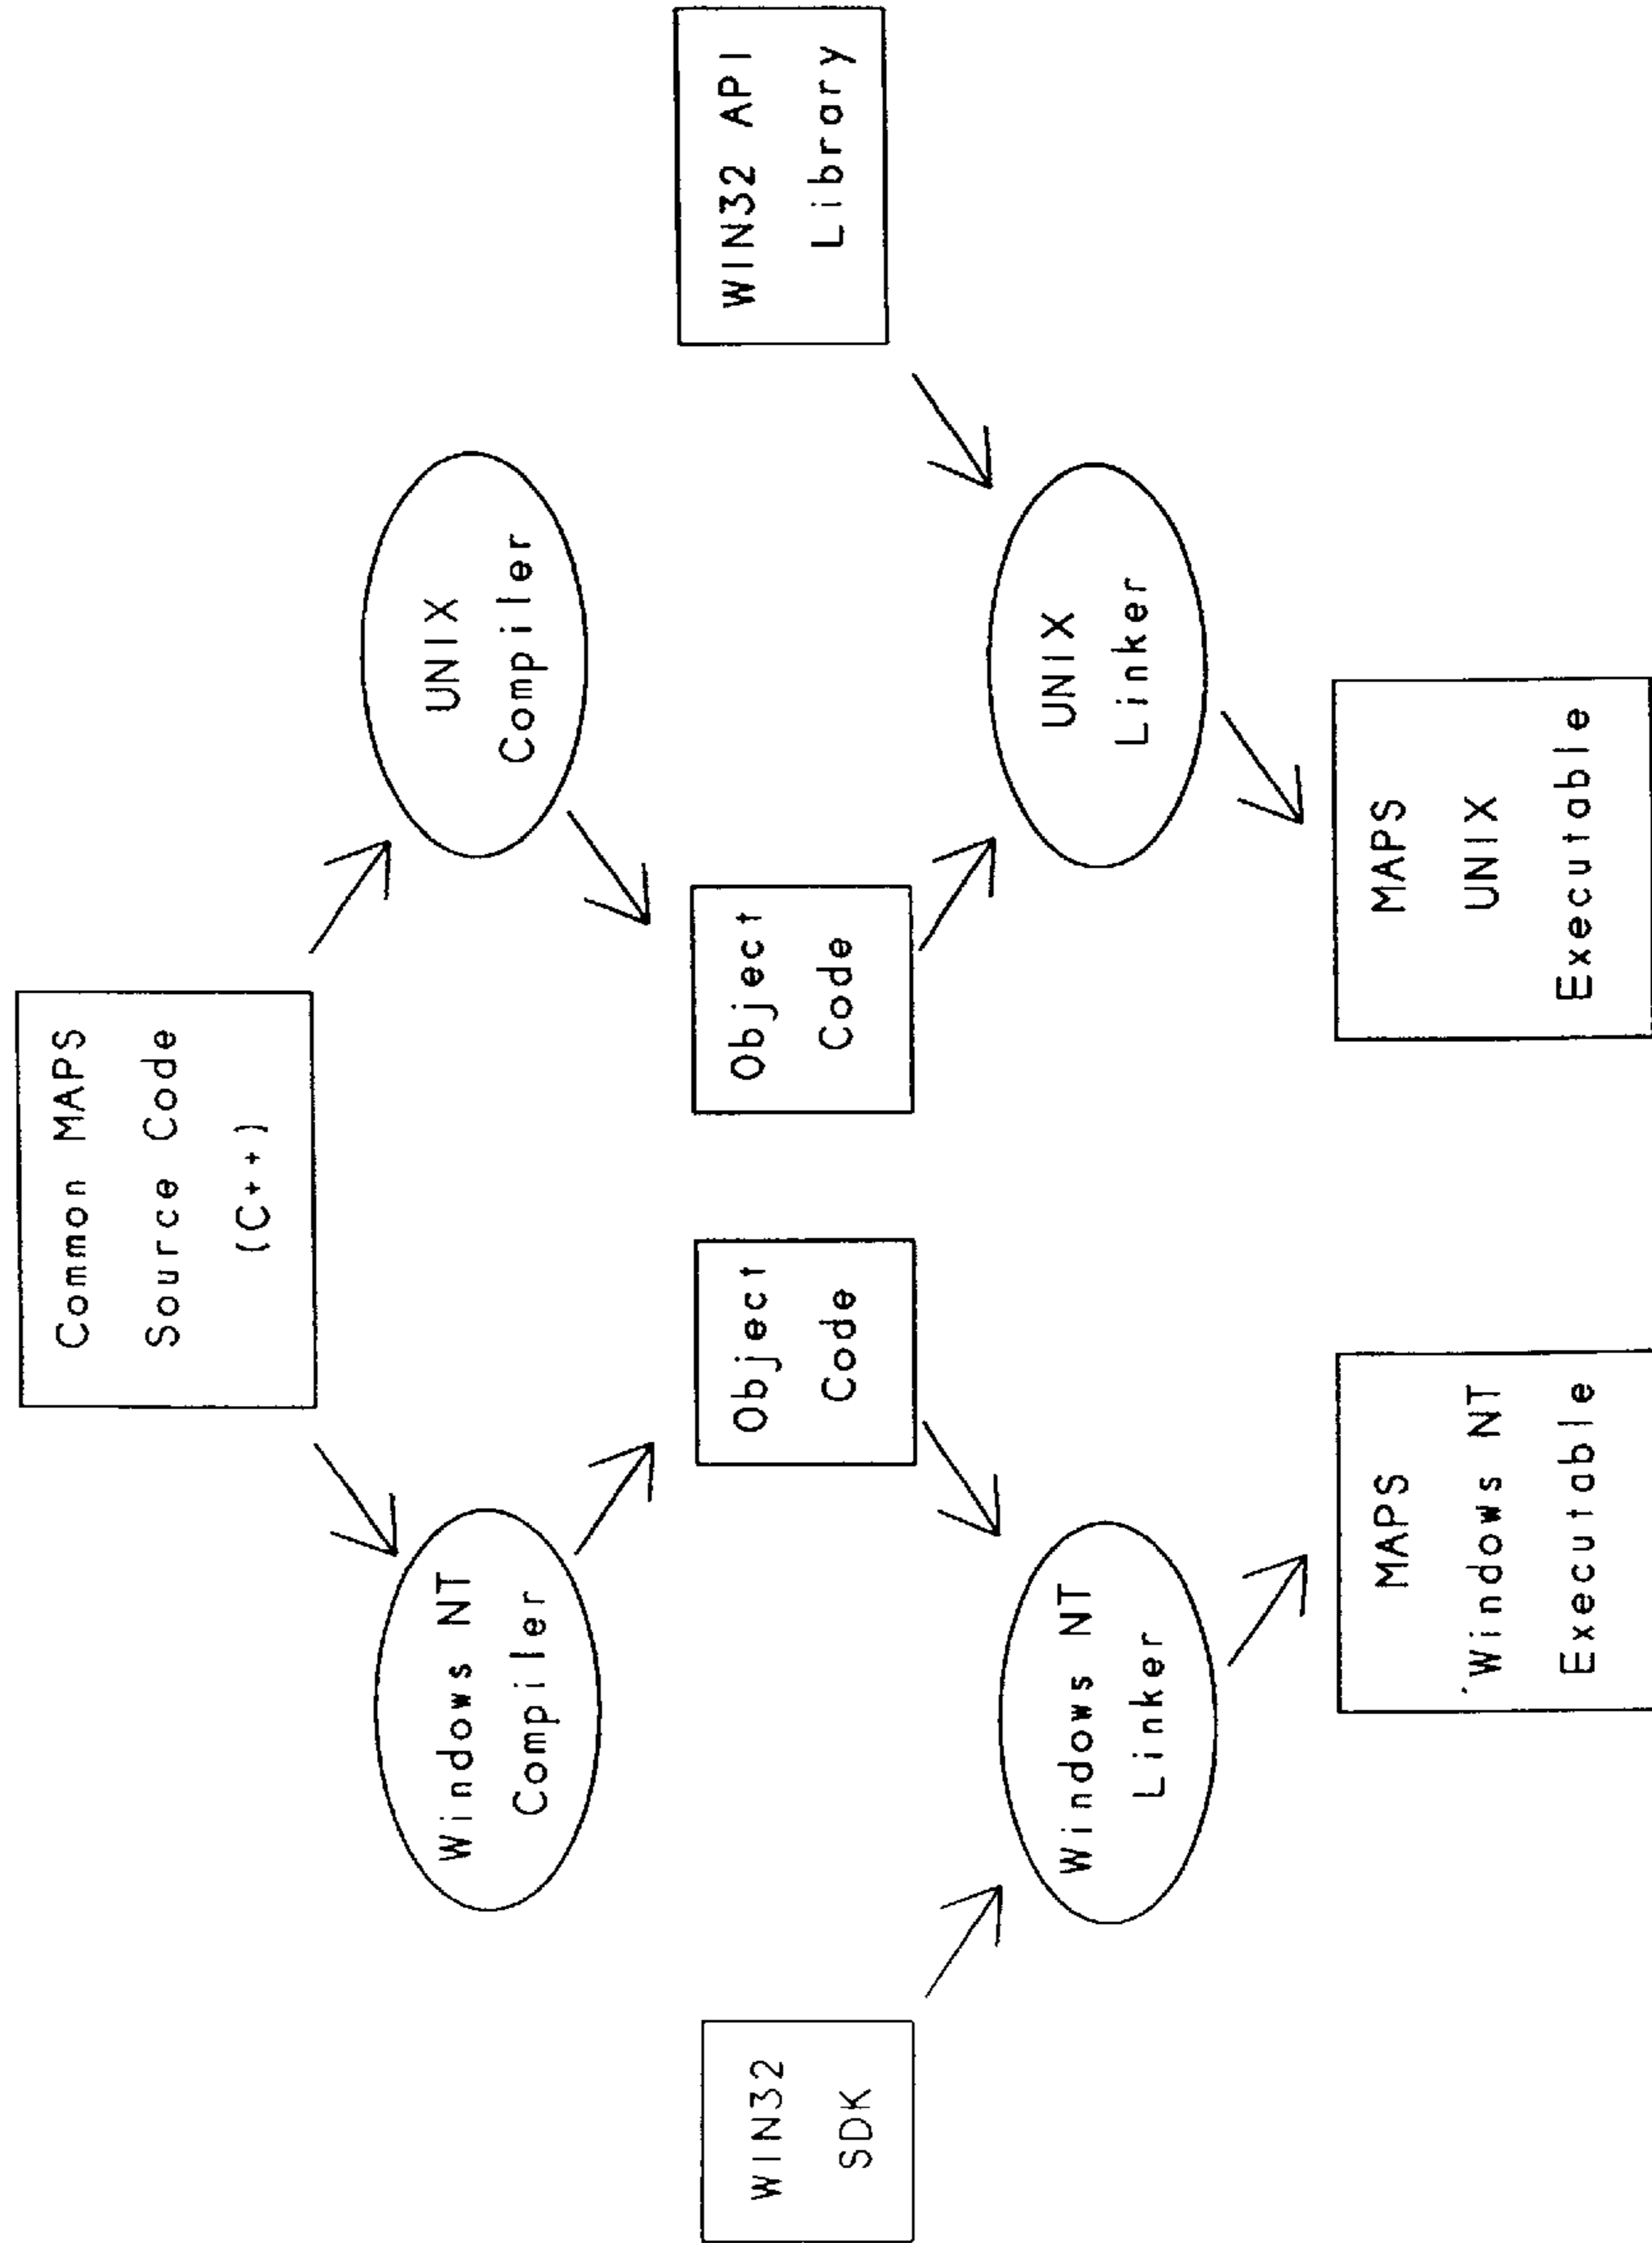 Common MAPS
Source Code
(C++)
Windows NT
Compiler
UNIX
Compiler
WIN32
SDK
Object
Code
Object
Code
WIN32 API
Library
Windows NT
Linker
UNIX
Linker
MAPS
Windows NT
Executable
MAPS
UNIX
Executable